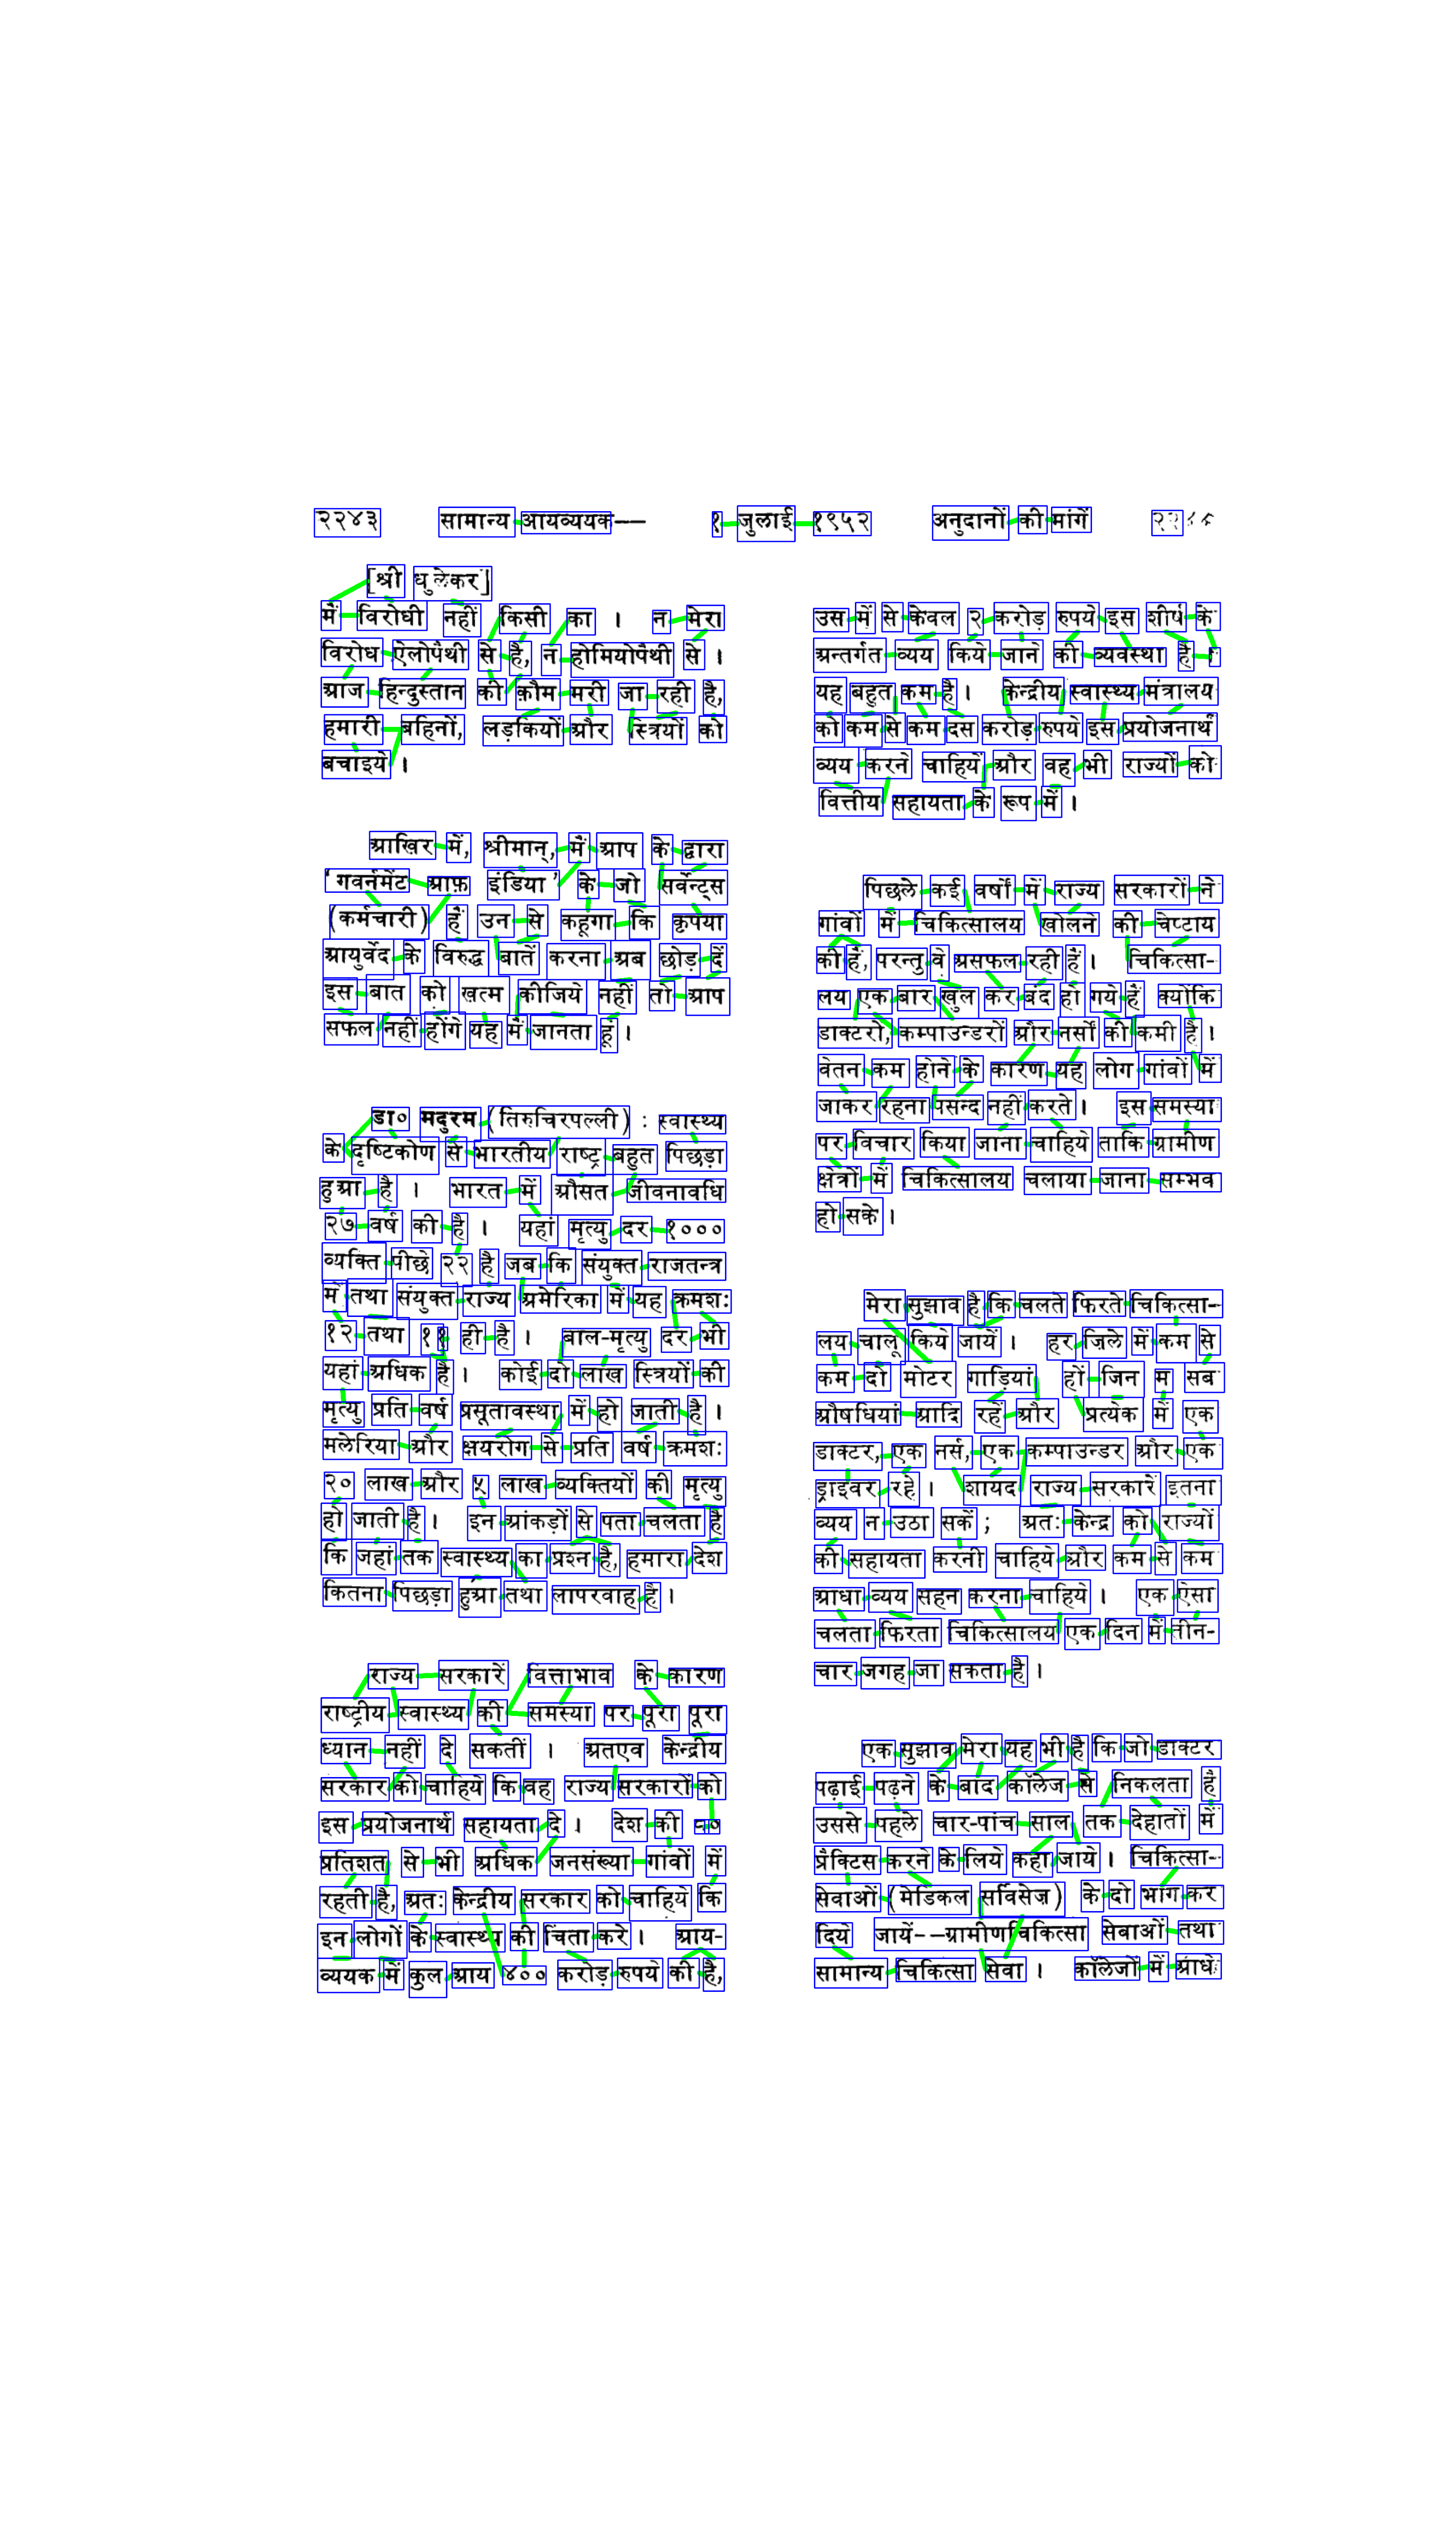 २२४३ सामान्य आयव्ययक–– १ जुलाई १९५२ अनुदानों की मांगें
[श्री धुलेकर]
मैं विरोधी नहीं किसी का । न मेरा
विरोध ऐलोपैथी से है, न होमियोपैथी से ।
आज हिन्दुस्तान की क़ौम मरी जा रही है,
हमारी बहिनों, लड़कियों और स्त्रियों को
बचाइये ।
आखिर में, श्रीमान्, मैं आप के द्वारा
'गवर्नमेंट आफ़ इंडिया' के जो सर्वेन्ट्स
(कर्मचारी) हैं उन से कहूंगा कि कृपया
आयुर्वेद के विरुद्ध बातें करना अब छोड़ दें
इस बात को खत्म कीजिये नहीं तो आप
सफल नहीं होंगे यह मैं जानता हूं ।
डा० मदुरम (तिरुचिरपल्ली) : स्वास्थ्य
के दृष्टिकोण से भारतीय राष्ट्र बहुत पिछड़ा
हुआ है । भारत में औसत जीवनावधि
२७ वर्ष की है । यहां मृत्यु दर १०००
व्यक्ति पीछे २२ है जब कि संयुक्त राजतन्त्र
में तथा संयुक्त राज्य अमेरिका में यह क्रमशः
१२ तथा ११ ही है । बाल-मृत्यु दर भी
यहां अधिक है । कोई दो लाख स्त्रियों की
मृत्यु प्रति वर्ष प्रसूतावस्था में हो जाती है ।
मलेरिया और क्षयरोग से प्रति वर्ष क्रमशः
२० लाख और ५ लाख व्यक्तियों की मृत्यु
हो जाती है । इन आंकड़ों से पता चलता है
कि जहां तक स्वास्थ्य का प्रश्न है, हमारा देश
कितना पिछड़ा हुआ तथा लापरवाह है ।
राज्य सरकारें वित्ताभाव के कारण
राष्ट्रीय स्वास्थ्य की समस्या पर पूरा पूरा
ध्यान नहीं दे सकतीं । अतएव केन्द्रीय
सरकार को चाहिये कि वह राज्य सरकारों को
इस प्रयोजनार्थ सहायता दे । देश की ८०
प्रतिशत से भी अधिक जनसंख्या गांवों में
रहती है, अतः केन्द्रीय सरकार को चाहिये कि
इन लोगों के स्वास्थ्य की चिंता करे । आय-
व्ययक में कुल आय ४०० करोड़ रुपये की है,
उस में से केवल २ करोड़ रुपये इस शीर्ष के
अन्तर्गत व्यय किये जाने की व्यवस्था है ।
यह बहुत कम है । केन्द्रीय स्वास्थ्य मंत्रालय
को कम से कम दस करोड़ रुपये इस प्रयोजनार्थ
व्यय करने चाहियें और वह भी राज्यों को
वित्तीय सहायता के रूप में ।
पिछले कई वर्षों में राज्य सरकारों ने
गांवों में चिकित्सालय खोलने की चेष्टाय
की हैं, परन्तु वे असफल रही हैं । चिकित्सा-
लय एक बार खुल कर बंद हो गये हैं क्योंकि
डाक्टरों, कम्पाउन्डरों और नर्सों की कमी है ।
वेतन कम होने के कारण यह लोग गांवों में
जाकर रहना पसन्द नहीं करते । इस समस्या
पर विचार किया जाना चाहिये ताकि ग्रामीण
क्षेत्रों में चिकित्सालय चलाया जाना सम्भव
हो सके ।
मेरा सुझाव है कि चलते फिरते चिकित्सा-
लय चालू किये जायें । हर ज़िले में कम से
कम दो मोटर गाड़ियां हों जिन म सब
औषधियां आदि रहें और प्रत्येक में एक
डाक्टर, एक नर्स, एक कम्पाउन्डर और एक
ड्राइवर रहे । शायद राज्य सरकारें इतना
व्यय न उठा सकें ; अतः केन्द्र को राज्यों
की सहायता करनी चाहिये और कम से कम
आधा व्यय सहन करना चाहिये । एक ऐसा
चलता फिरता चिकित्सालय एक दिन में तीन-
चार जगह जा सकता है ।
एक सुझाव मेरा यह भी है कि जो डाक्टर
पढ़ाई पढ़ने के बाद कॉलेज से निकलता है
उससे पहले चार-पांच साल तक देहातों में
प्रैक्टिस करने के लिये कहा जाये । चिकित्सा-
सेवाओं (मेडिकल सर्विसेज) के दो भाग कर
दिये जायें––ग्रामीण चिकित्सा सेवाओं तथा
सामान्य चिकित्सा सेवा । कॉलेजों में आधे